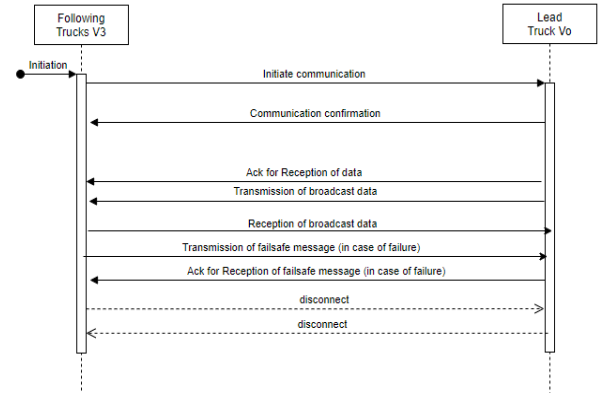 Following
Trucks V3
Lead
Truck Vo
Initiation
Initiate communication
Communication confirmation
Ack for Reception of data
Transmission of broadcast data
Reception of broadcast data
Transmission of failsafe message (in case of failure)
Ack for Reception of failsafe message (in case of failure)
disconnect
disconnect